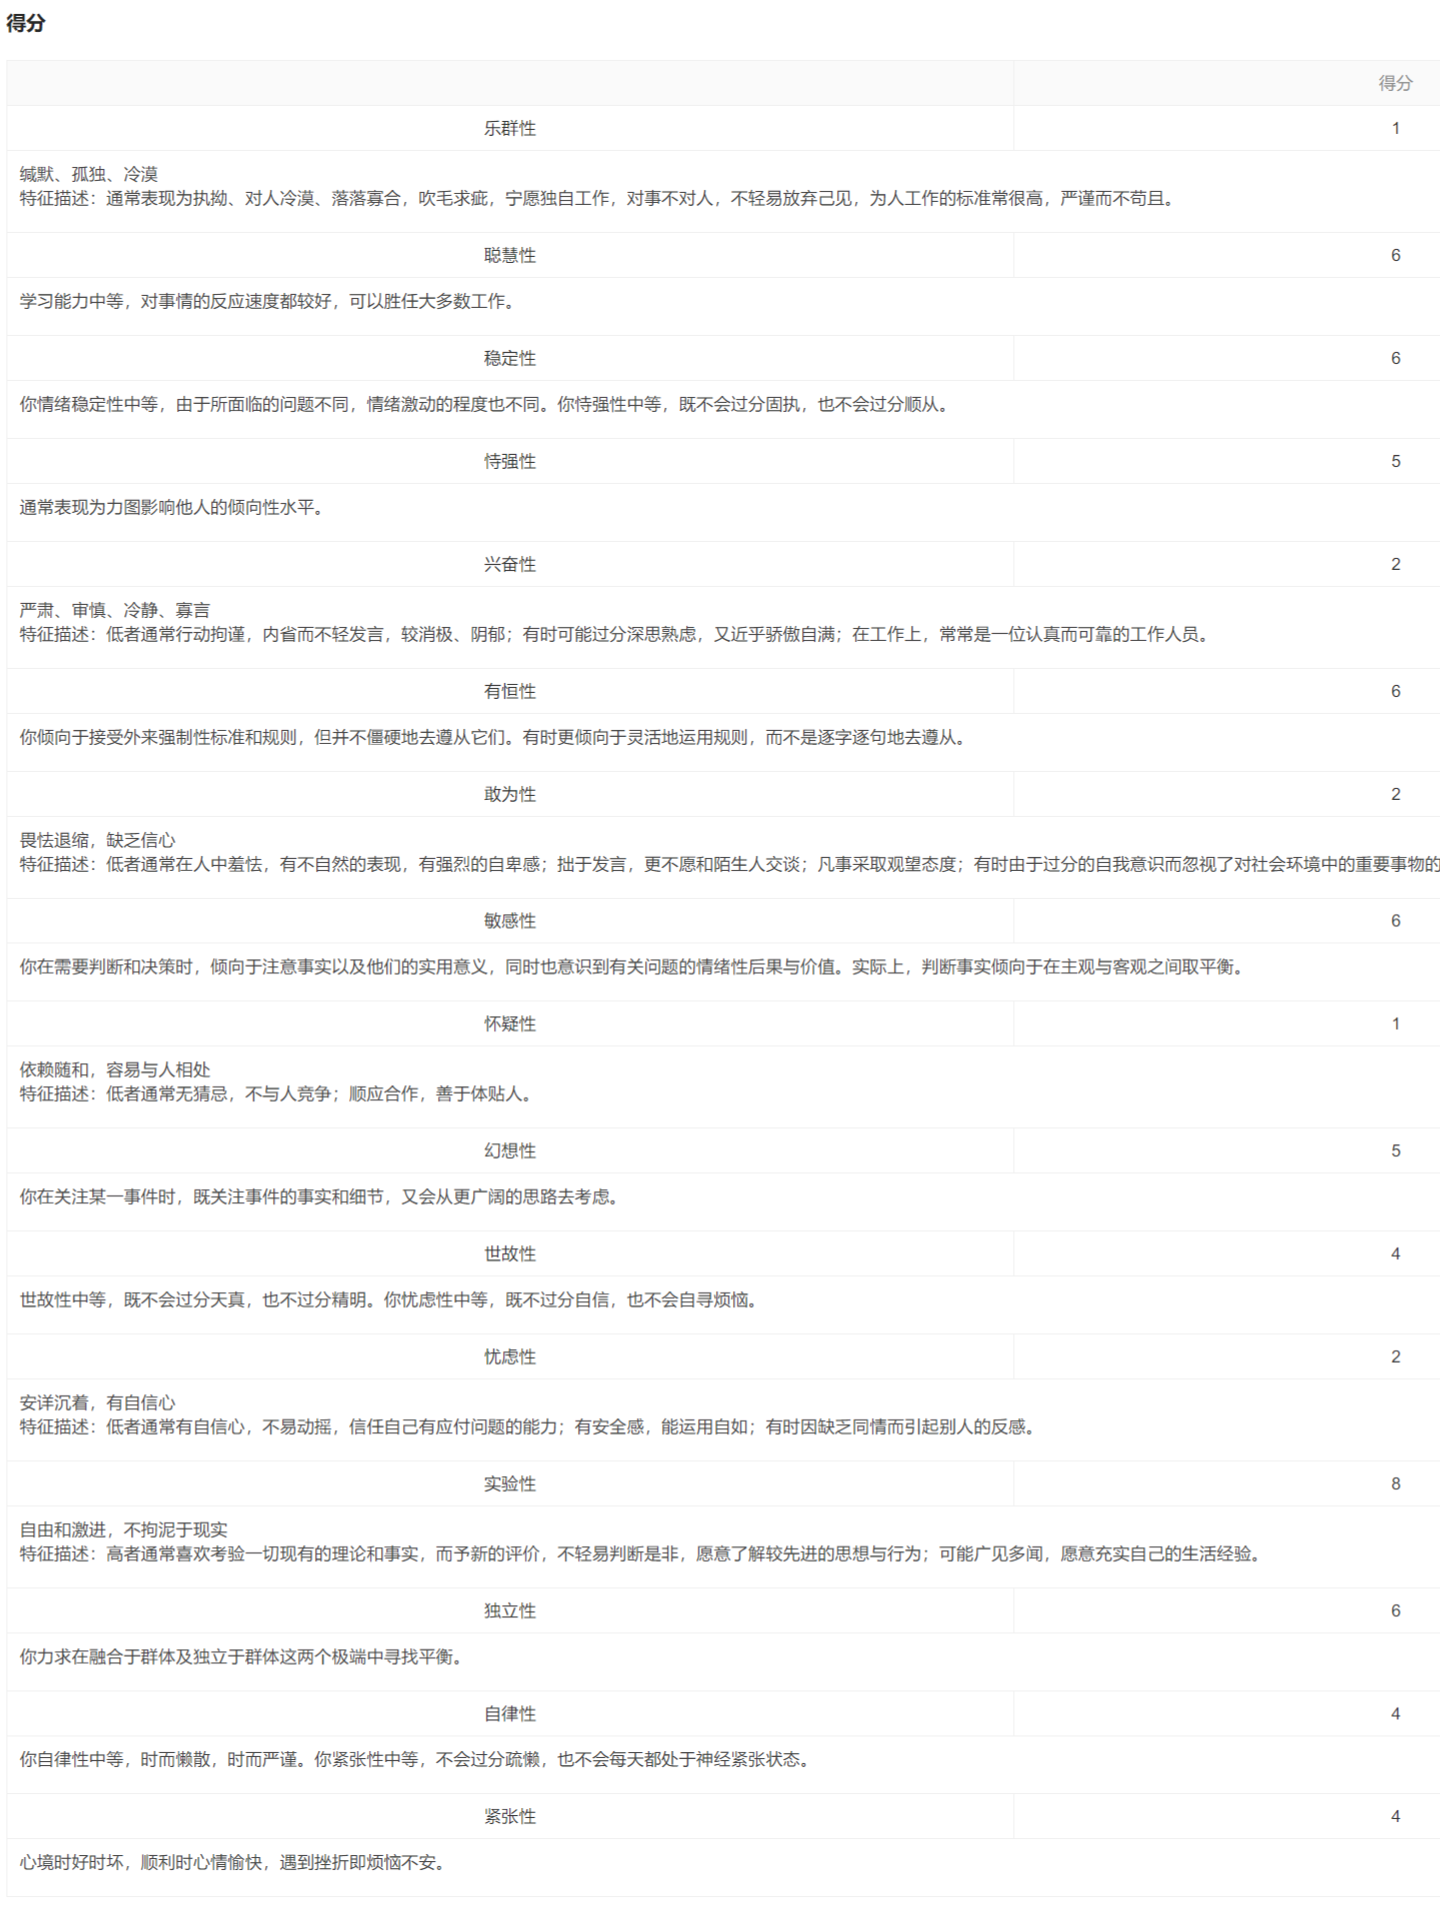 得分
得分
乐群性 1
缄默、孤独、冷漠
特征描述：通常表现为执拗、对人冷漠、落落寡合，吹毛求疵，宁愿独自工作，对事不对人，不轻易放弃己见，为人工作的标准常很高，严谨而不苟且。
聪慧性 6
学习能力中等，对事情的反应速度都较好，可以胜任大多数工作。
稳定性 6
你情绪稳定性中等，由于所面临的问题不同，情绪激动的程度也不同。你恃强性中等，既不会过分固执，也不会过分顺从。
恃强性 5
通常表现为力图影响他人的倾向性水平。
兴奋性 2
严肃、审慎、冷静、寡言
特征描述：低者通常行动拘谨，内省而不轻发言，较消极、阴郁；有时可能过分深思熟虑，又近乎骄傲自满；在工作上，常常是一位认真而可靠的工作人员。
有恒性 6
你倾向于接受外来强制性标准和规则，但并不僵硬地去遵从它们。有时更倾向于灵活地运用规则，而不是逐字逐句地去遵从。
敢为性 2
畏怯退缩，缺乏信心
特征描述：低者通常在人中羞怯，有不自然的表现，有强烈的自卑感；拙于发言，更不愿和陌生人交谈；凡事采取观望态度；有时由于过分的自我意识而忽视了对社会环境中的重要事物的
敏感性 6
你在需要判断和决策时，倾向于注意事实以及他们的实用意义，同时也意识到有关问题的情绪性后果与价值。实际上，判断事实倾向于在主观与客观之间取平衡。
怀疑性 1
依赖随和，容易与人相处
特征描述：低者通常无猜忌，不与人竞争；顺应合作，善于体贴人。
幻想性 5
你在关注某一事件时，既关注事件的事实和细节，又会从更广阔的思路去考虑。
世故性 4
世故性中等，既不会过分天真，也不过分精明。你忧虑性中等，既不过分自信，也不会自寻烦恼。
忧虑性 2
安详沉着，有自信心
特征描述：低者通常有自信心，不易动摇，信任自己有应付问题的能力；有安全感，能运用自如；有时因缺乏同情而引起别人的反感。
实验性 8
自由和激进，不拘泥于现实
特征描述：高者通常喜欢考验一切现有的理论和事实，而予新的评价，不轻易判断是非，愿意了解较先进的思想与行为；可能广见多闻，愿意充实自己的生活经验。
独立性 6
你力求在融合于群体及独立于群体这两个极端中寻找平衡。
自律性 4
你自律性中等，时而懒散，时而严谨。你紧张性中等，不会过分疏懒，也不会每天都处于神经紧张状态。
紧张性 4
心境时好时坏，顺利时心情愉快，遇到挫折即烦恼不安。